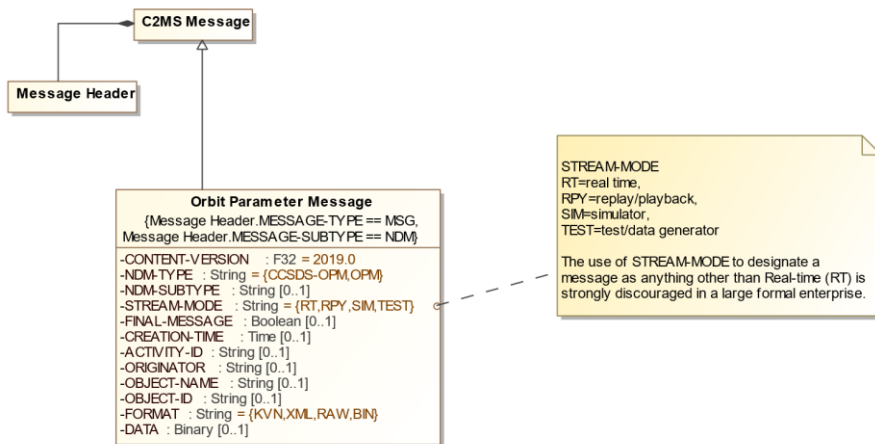 C2MS Message
Message Header
Orbit Parameter Message
{Message Header.MESSAGE-TYPE == MSG,
Message Header.MESSAGE-SUBTYPE == NDM}
-CONTENT-VERSION : F32 = 2019.0
-NDM-TYPE : String = {CCSDS-OPM,OPM}
-NDM-SUBTYPE : String [0..1]
-STREAM-MODE : String = {RT,RPY,SIM,TEST}
-FINAL-MESSAGE : Boolean [0..1]
-CREATION-TIME : Time [0..1]
-ACTIVITY-ID : String [0..1]
-ORIGINATOR : String [0..1]
-OBJECT-NAME : String [0..1]
-OBJECT-ID : String [0..1]
-FORMAT : String = {KVN,XML,RAW,BIN}
-DATA : Binary [0..1]
STREAM-MODE
RT=real time,
RPY=replay/playback,
SIM=simulator,
TEST=test/data generator
The use of STREAM-MODE to designate a
message as anything other than Real-time (RT) is
strongly discouraged in a large formal enterprise.